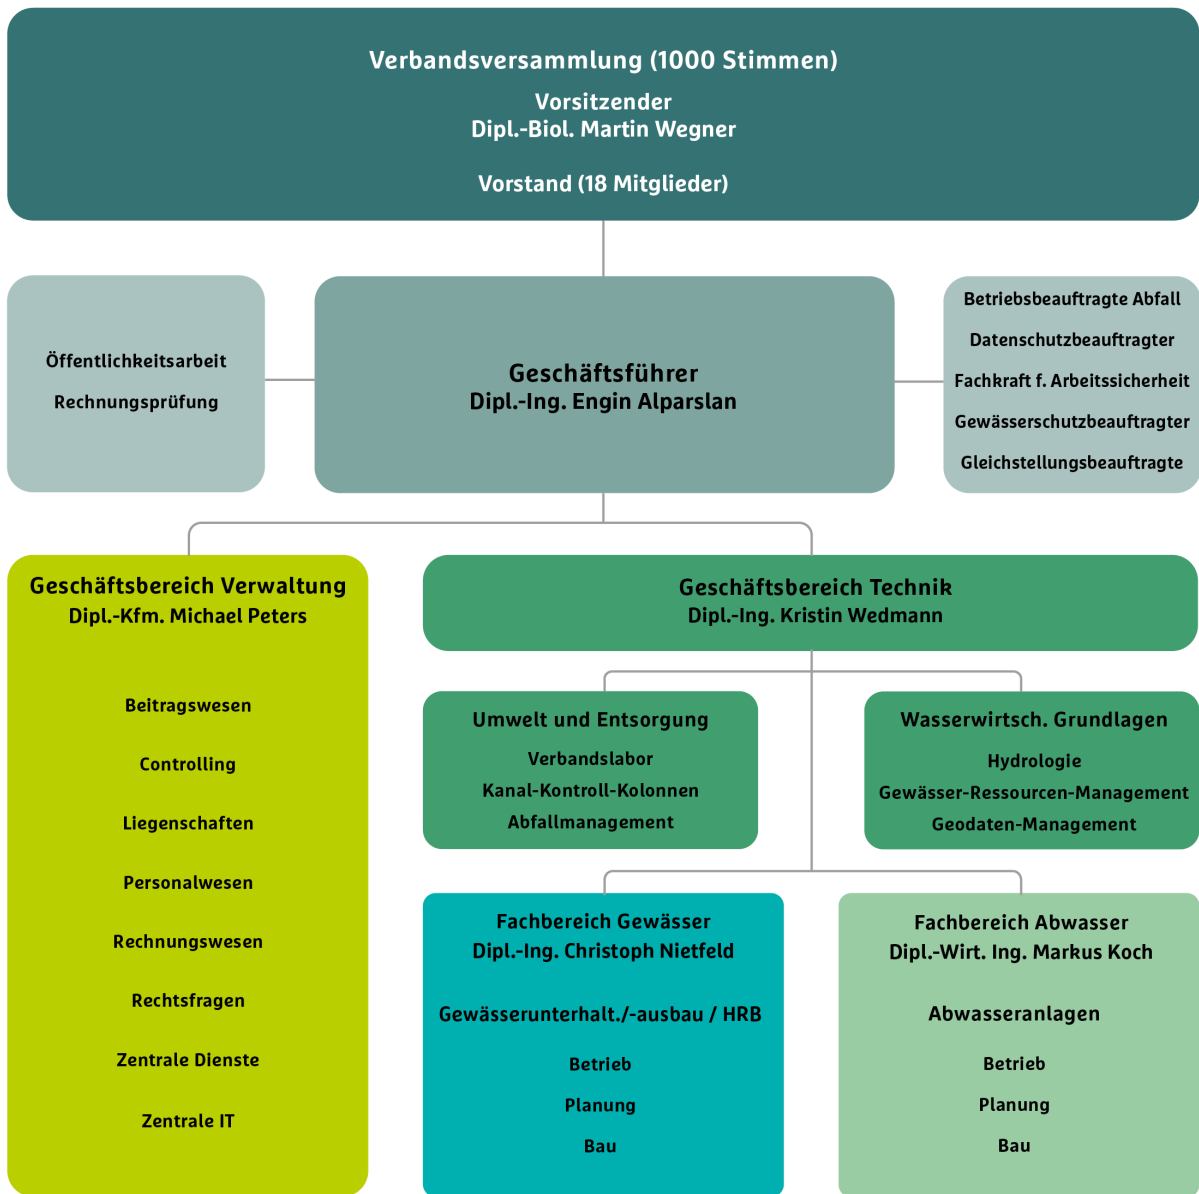 Verbandsversammlung (1000 Stimmen)
Vorsitzender
Dipl.-Biol. Martin Wegner
Vorstand (18 Mitglieder)
Öffentlichkeitsarbeit
Rechnungsprüfung
Geschäftsführer
Dipl.-Ing. Engin Alparslan
Betriebsbeauftragte Abfall
Datenschutzbeauftragter
Fachkraft f. Arbeitssicherheit
Gewässerschutzbeauftragter
Gleichstellungsbeauftragte
Geschäftsbereich Verwaltung
Dipl.-Kfm. Michael Peters
Beitragswesen
Controlling
Liegenschaften
Personalwesen
Rechnungswesen
Rechtsfragen
Zentrale Dienste
Zentrale IT
Geschäftsbereich Technik
Dipl.-Ing. Kristin Wedmann
Umwelt und Entsorgung
Verbandslabor
Kanal-Kontroll-Kolonnen
Abfallmanagement
Wasserwirtsch. Grundlagen
Hydrologie
Gewässer-Ressourcen-Management
Geodaten-Management
Fachbereich Gewässer
Dipl.-Ing. Christoph Nietfeld
Gewässerunterhalt./-ausbau / HRB
Betrieb
Planung
Bau
Fachbereich Abwasser
Dipl.-Wirt. Ing. Markus Koch
Abwasseranlagen
Betrieb
Planung
Bau